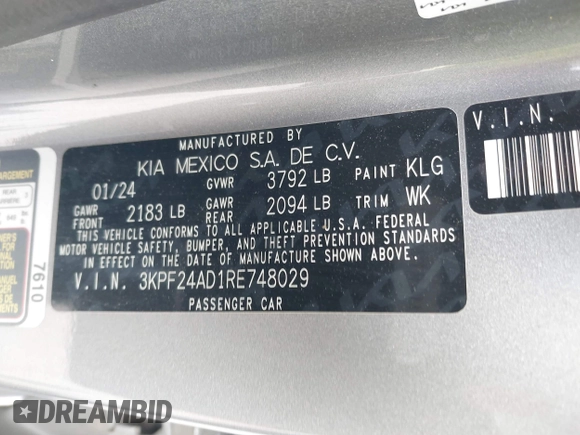 MANUFACTURED BY
KIA MEXICO S.A. DE C.V.
01/24 GVWR 3792 LB PAINT KLG
GAWR FRONT 2183 LB GAWR REAR 2094 LB TRIM WK
THIS VEHICLE CONFORMS TO ALL APPLICABLE U.S.A. FEDERAL
MOTOR VEHICLE SAFETY, BUMPER, AND THEFT PREVENTION STANDARDS
IN EFFECT ON THE DATE OF MANUFACTURE SHOWN ABOVE.
V.I.N. 3KPF24AD1RE748029
PASSENGER CAR
V.I.N.
7610
DREAMBID